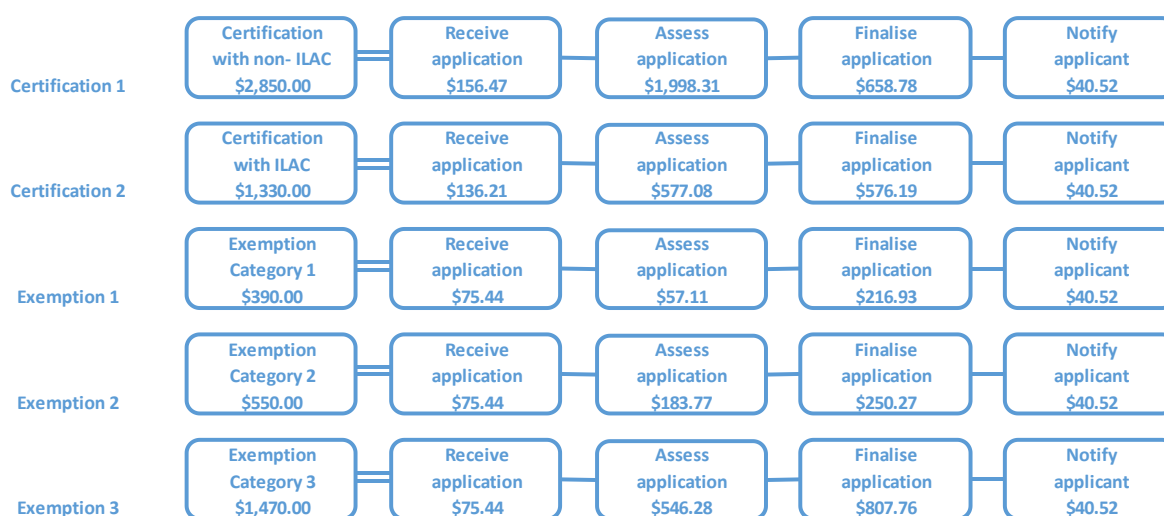 Certification Receive Assess Finalise Notify
with non- ILAC application application application applicant
Certification 1 $2,850.00 $156.47 $1,998.31 $658.78 $40.52
Certification Receive Assess Finalise Notify
with ILAC application application application applicant
Certification 2 $1,330.00 $136.21 $577.08 $576.19 $40.52
Exemption Receive Assess Finalise Notify
Category 1 application application application applicant
Exemption 1 $390.00 $75.44 $57.11 $216.93 $40.52
Exemption Receive Assess Finalise Notify
Category 2 application application application applicant
Exemption 2 $550.00 $75.44 $183.77 $250.27 $40.52
Exemption Receive Assess Finalise Notify
Category 3 application application application applicant
Exemption 3 $1,470.00 $75.44 $546.28 $807.76 $40.52